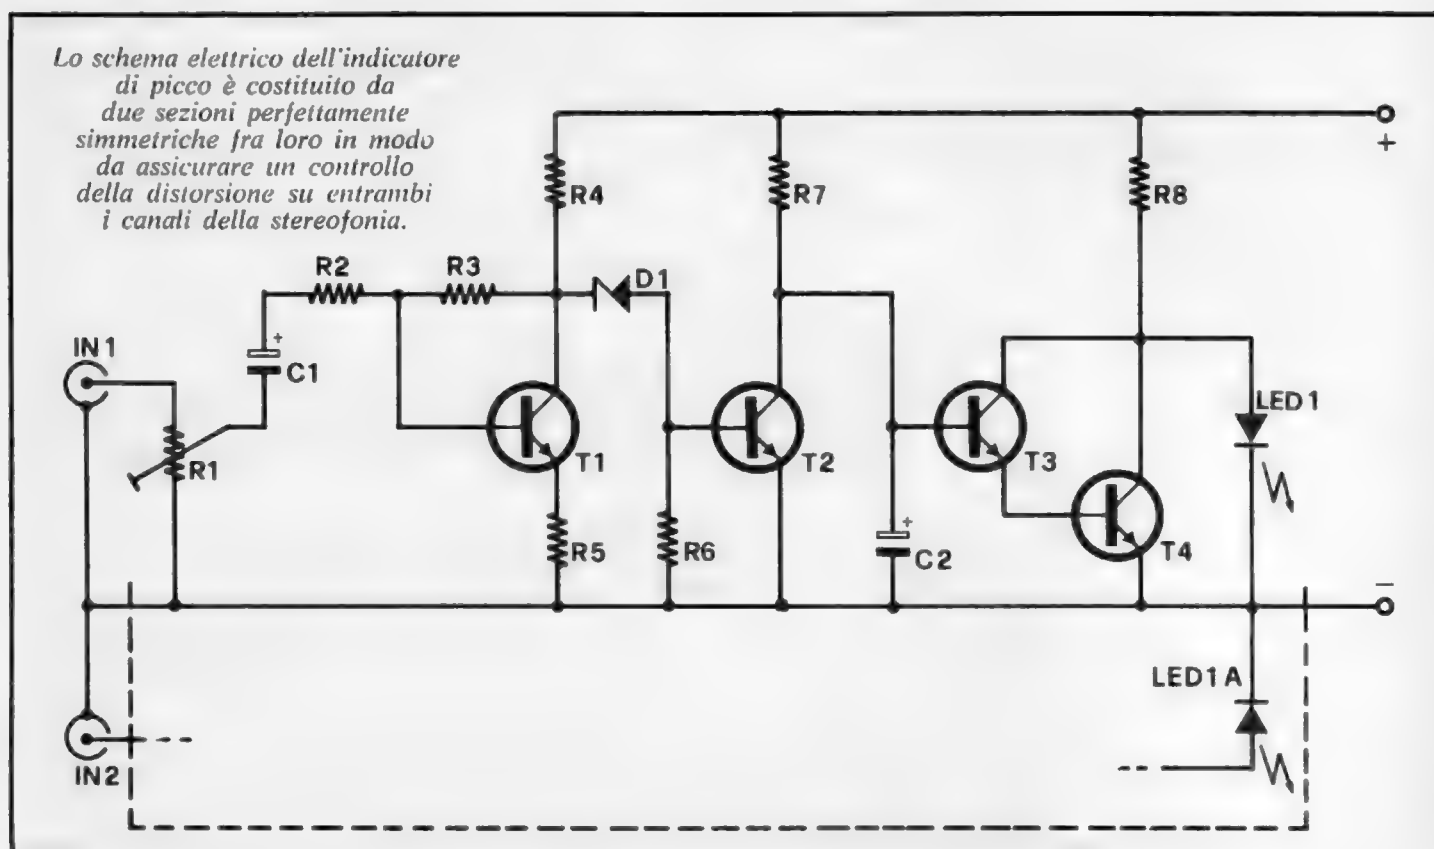 Lo schema elettrico dell'indicatore
di picco è costituito da
due sezioni perfettamente
simmetriche fra loro in modo
da assicurare un controllo
della distorsione su entrambi
i canali della stereofonia.
+
R4
R7
R8
R2
R3
D1
IN1
+
C1
LED1
R1
T1
T2
T3
+
R5
R6
C2
T4
–
LED1A
IN2